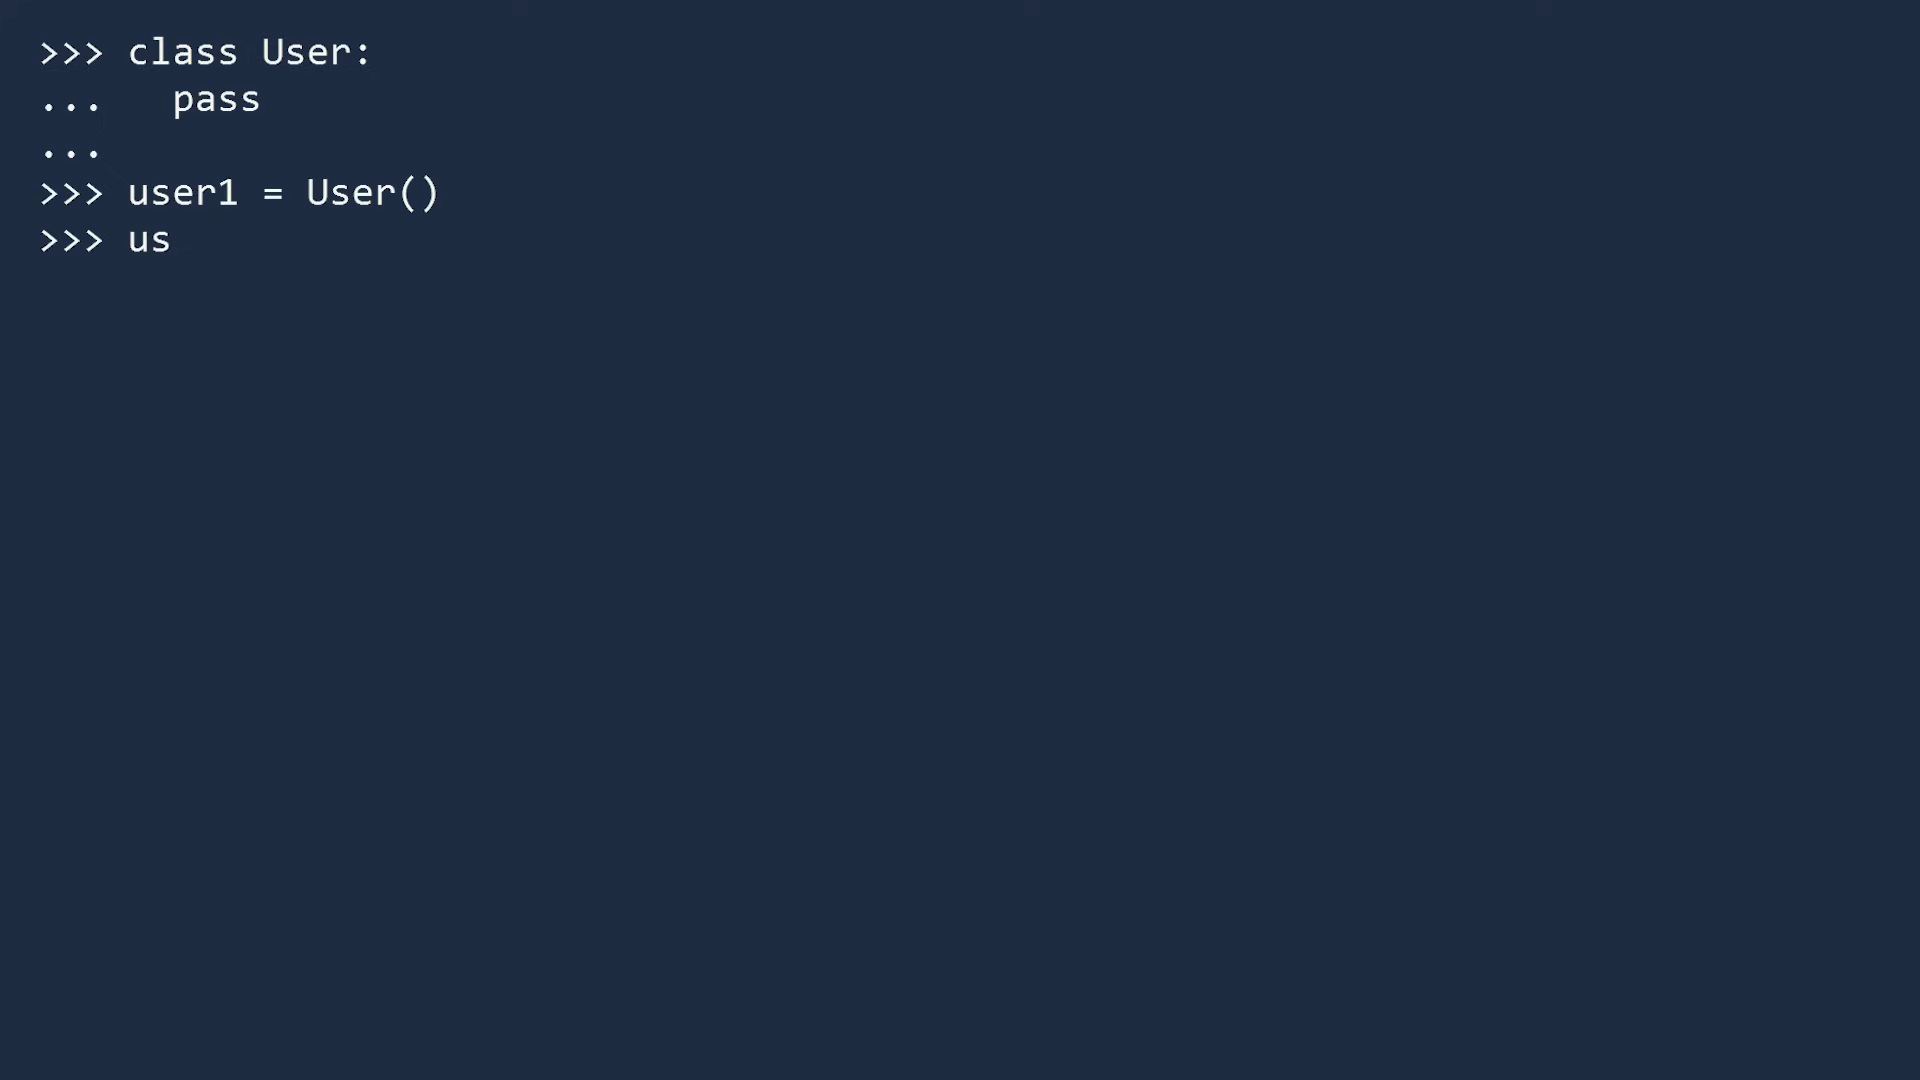 >>> class User:
...   pass
...
>>> user1 = User()
>>> us